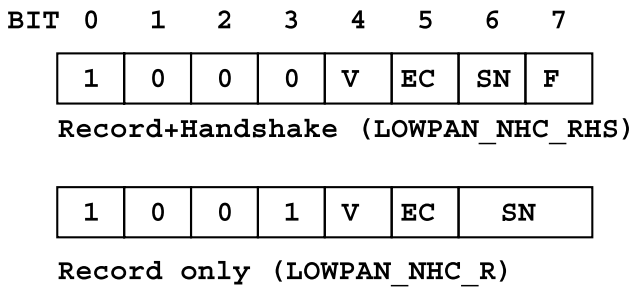 BIT 0 1 2 3 4 5 6 7
1 0 0 0 V EC SN F
Record+Handshake (LOWPAN_NHC_RHS)
1 0 0 1 V EC SN
Record only (LOWPAN_NHC_R)